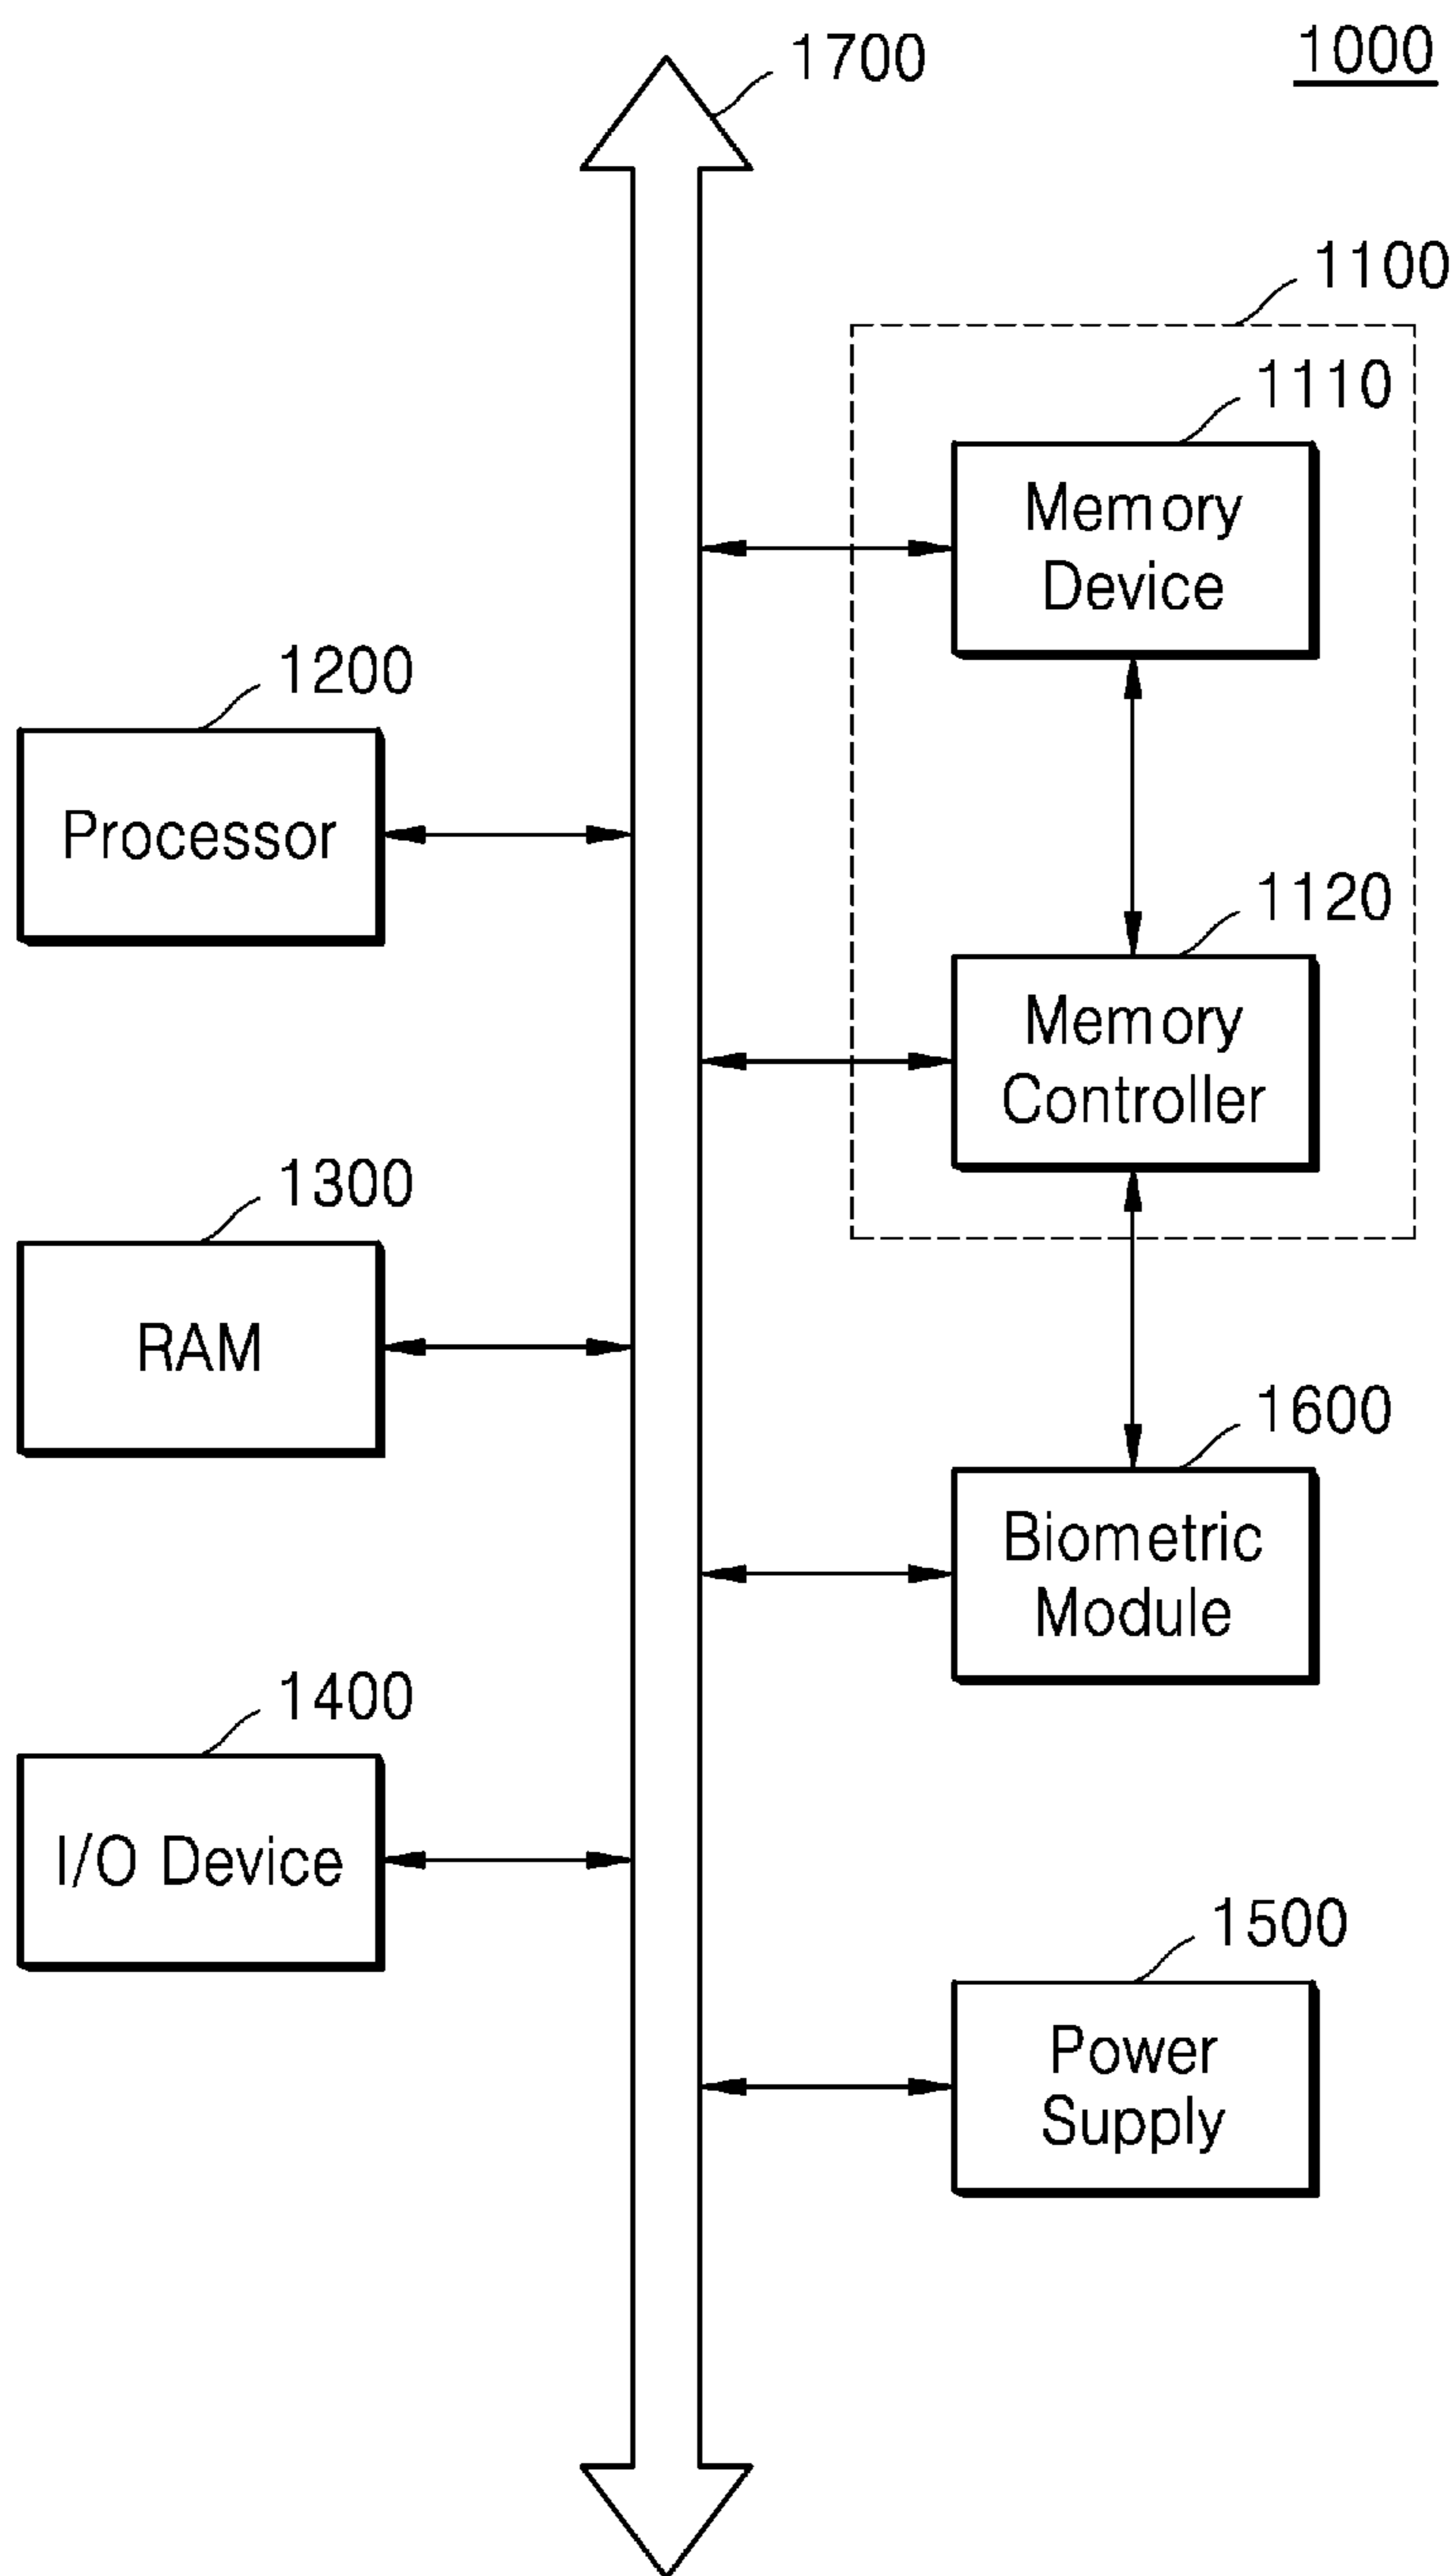 1000
1700
1100
1110
Memory
Device
1200
Processor
1120
Memory
Controller
1300
RAM
1600
Biometric
Module
1400
I/O Device
1500
Power
Supply